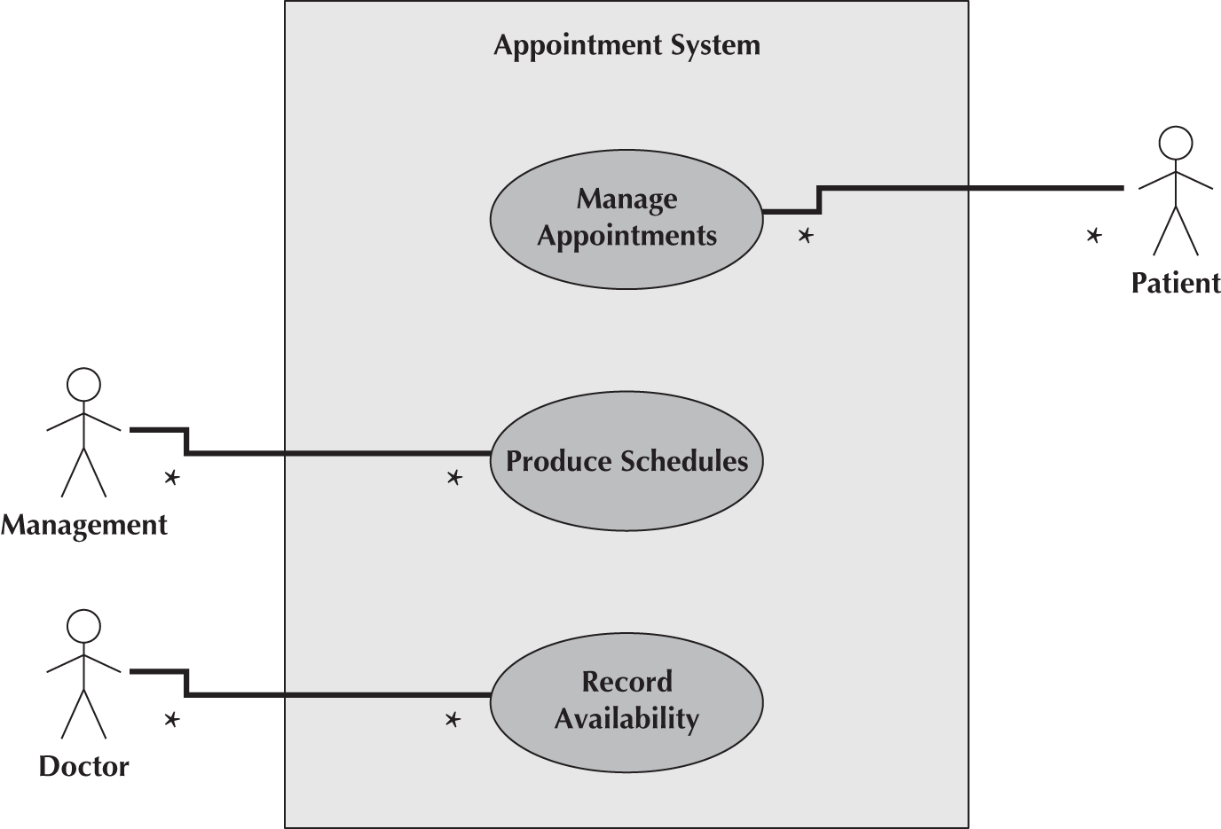 Appointment System
Manage
Appointments
*
*
Patient
Produce Schedules
*
*
Management
Record
Availability
*
*
Doctor